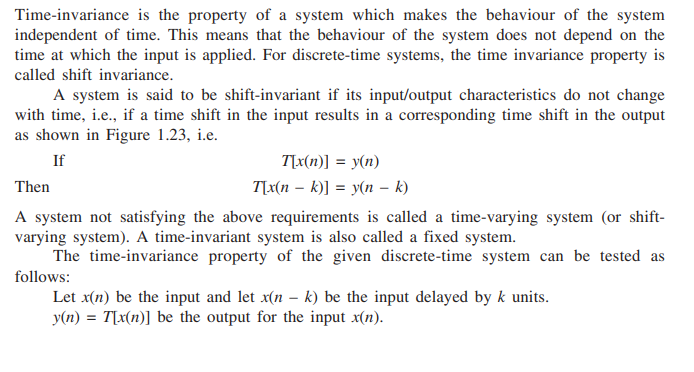 Time-invariance is the property of a system which makes the behaviour of the system
independent of time. This means that the behaviour of the system does not depend on the
time at which the input is applied. For discrete-time systems, the time invariance property is
called shift invariance.
A system is said to be shift-invariant if its input/output characteristics do not change
with time, i.e., if a time shift in the input results in a corresponding time shift in the output
as shown in Figure 1.23, i.e.
If T[x(n)] = y(n)
Then T[x(n – k)] = y(n – k)
A system not satisfying the above requirements is called a time-varying system (or shift-
varying system). A time-invariant system is also called a fixed system.
The time-invariance property of the given discrete-time system can be tested as
follows:
Let x(n) be the input and let x(n – k) be the input delayed by k units.
y(n) = T[x(n)] be the output for the input x(n).